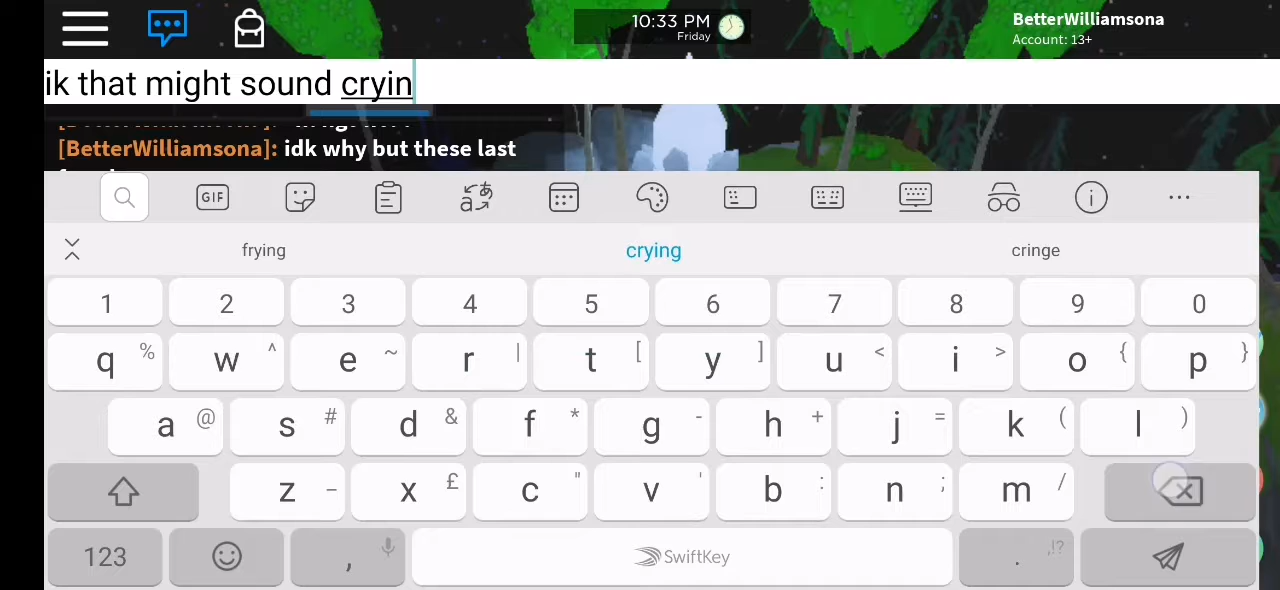 10:33 PM
Friday
BetterWilliamsona
Account: 13+
ik that might sound cryin
[BetterWilliamsona]: idk why but these last
GIF
frying crying cringe
1 2 3 4 5 6 7 8 9 0
q % w ^ e ~ r | t [ y ] u < i > o { p }
a @ s # d & f * g - h + j = k ( l )
z _ x £ c " v ' b : n ; m /
123 , SwiftKey . ,!?